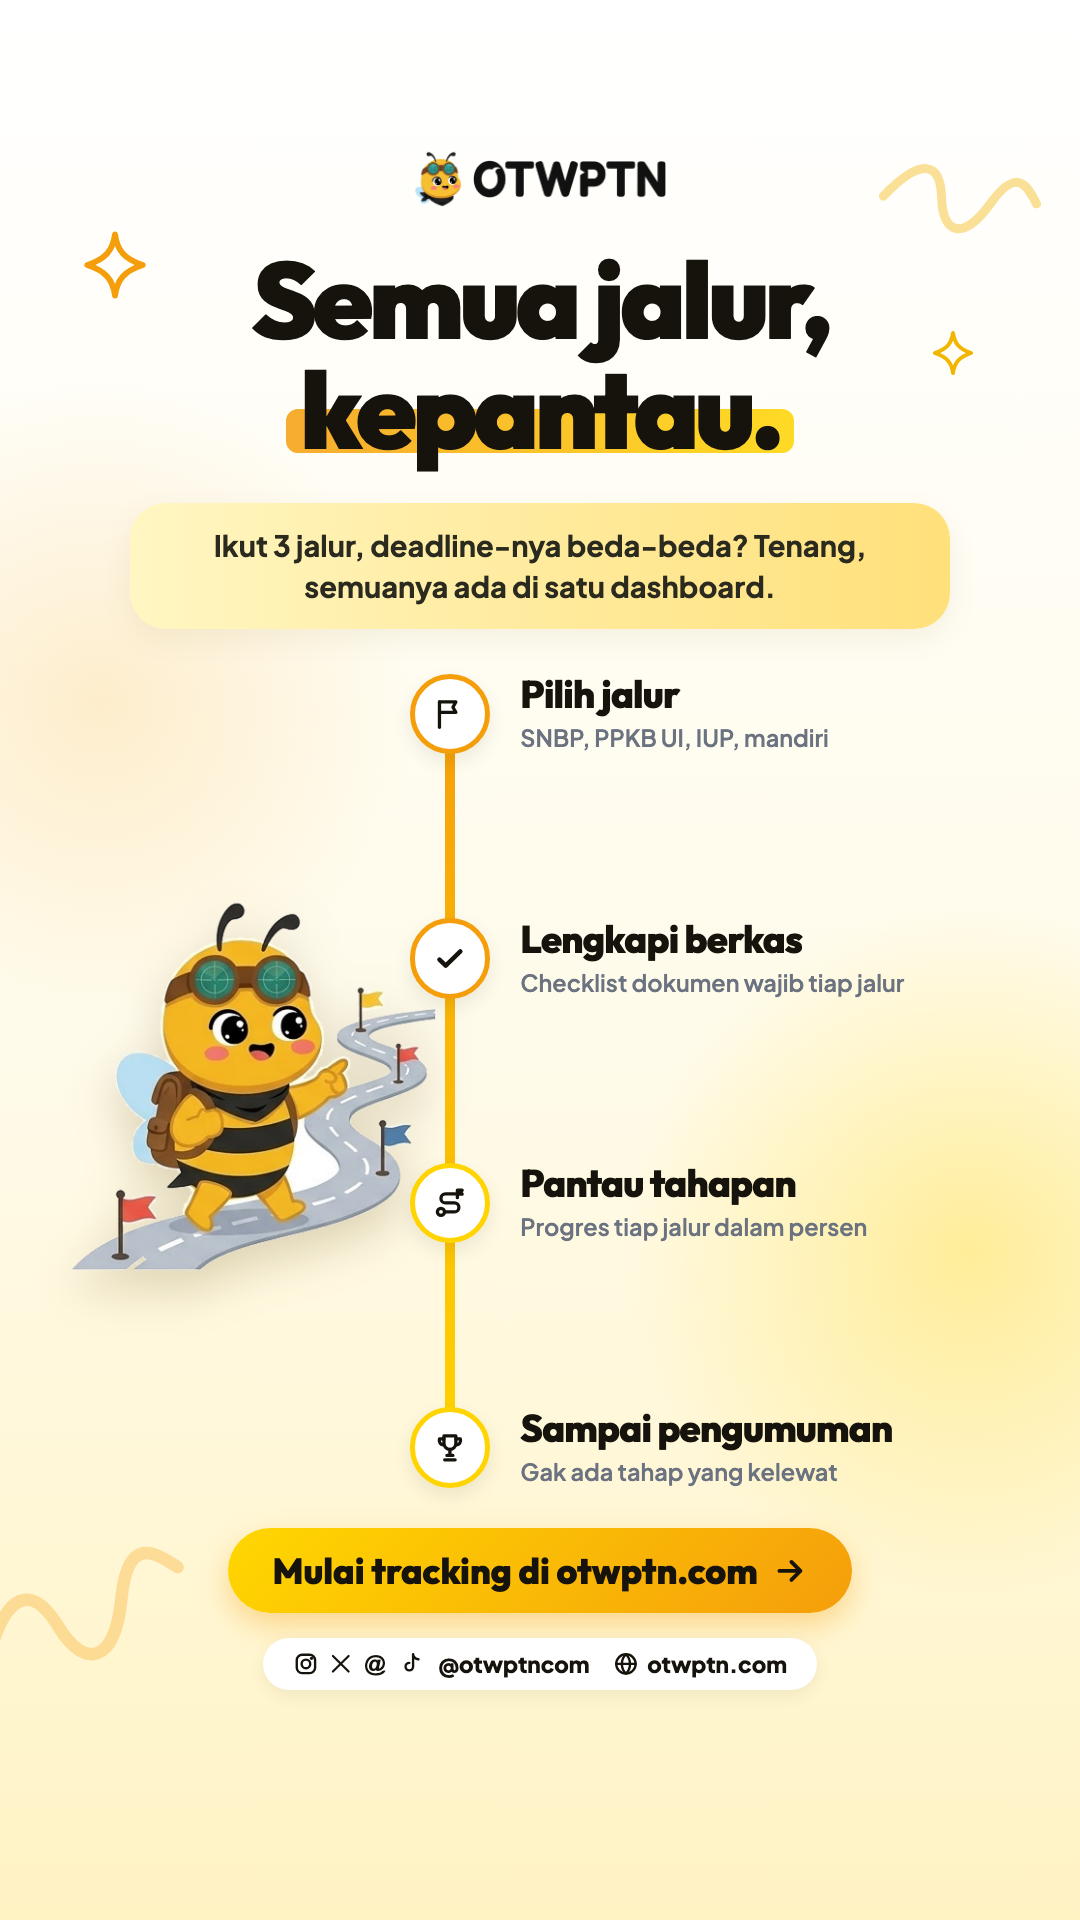 OTWPTN
Semua jalur,
kepantau.
Ikut 3 jalur, deadline-nya beda-beda? Tenang,
semuanya ada di satu dashboard.
Pilih jalur
SNBP, PPKB UI, IUP, mandiri
Lengkapi berkas
Checklist dokumen wajib tiap jalur
Pantau tahapan
Progres tiap jalur dalam persen
Sampai pengumuman
Gak ada tahap yang kelewat
Mulai tracking di otwptn.com →
@otwptncom otwptn.com